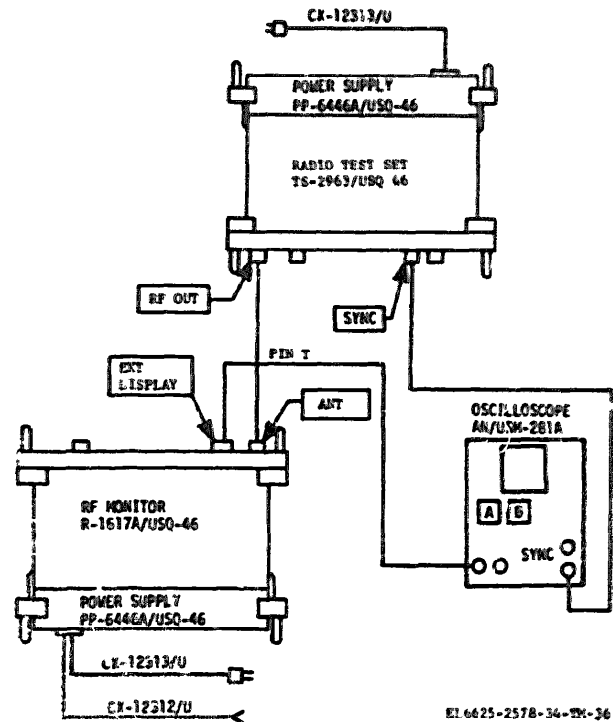 CX-12313/U
POWER SUPPLY
PP-6446A/USQ-46
RADIO TEST SET
TS-2963/USQ 46
RF OUT
SYNC
PIN T
EXT
DISPLAY
ANT
OSCILLOSCOPE
AN/USM-281A
A B
SYNC
RF MONITOR
R-1617A/USQ-46
POWER SUPPLY
PP-6446A/USQ-46
CX-12313/U
CX-12312/U
EL6625-2578-34-TM-36